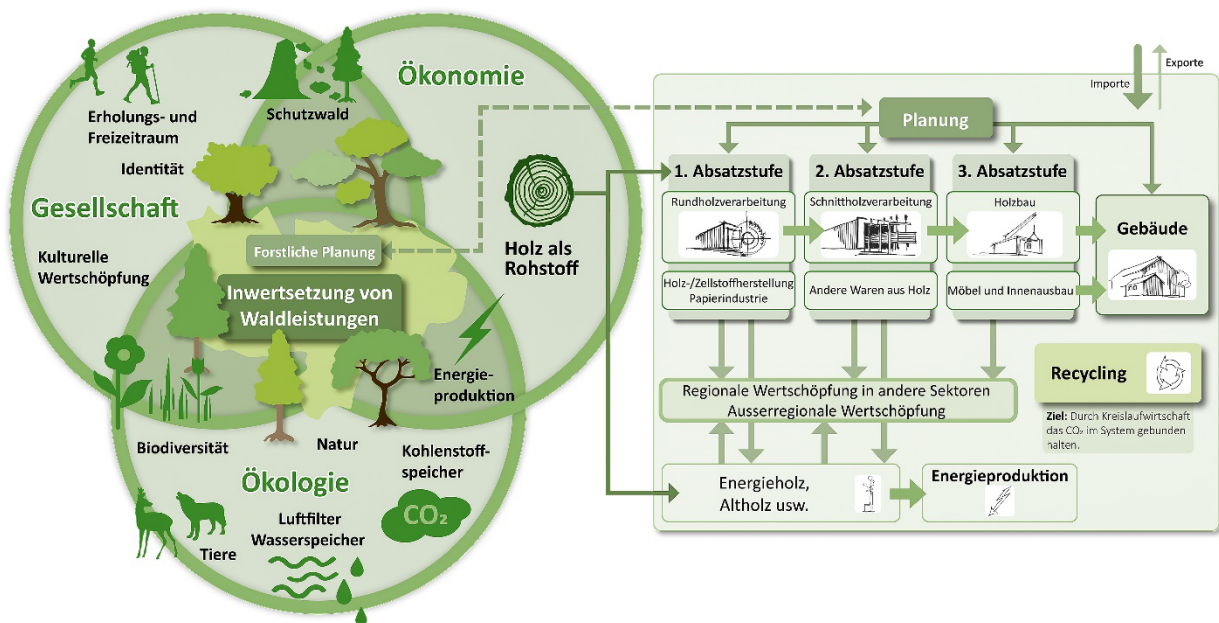 Ökonomie
Schutzwald
Erholungs- und
Freizeitraum
Identität
Gesellschaft
Kulturelle
Wertschöpfung
Forstliche Planung
Inwertsetzung von
Waldleistungen
Holz als
Rohstoff
Energie-
produktion
Biodiversität
Natur
Kohlenstoff-
speicher
Ökologie
CO₂
Luftfilter
Wasserspeicher
Tiere
Exporte
Importe
Planung
1. Absatzstufe
2. Absatzstufe
3. Absatzstufe
Rundholzverarbeitung
Schnittholzverarbeitung
Holzbau
Gebäude
Holz-/Zellstoffherstellung
Papierindustrie
Andere Waren aus Holz
Möbel und Innenausbau
Regionale Wertschöpfung in andere Sektoren
Ausserregionale Wertschöpfung
Recycling
Ziel: Durch Kreislaufwirtschaft
das CO₂ im System gebunden
halten.
Energieholz,
Altholz usw.
Energieproduktion